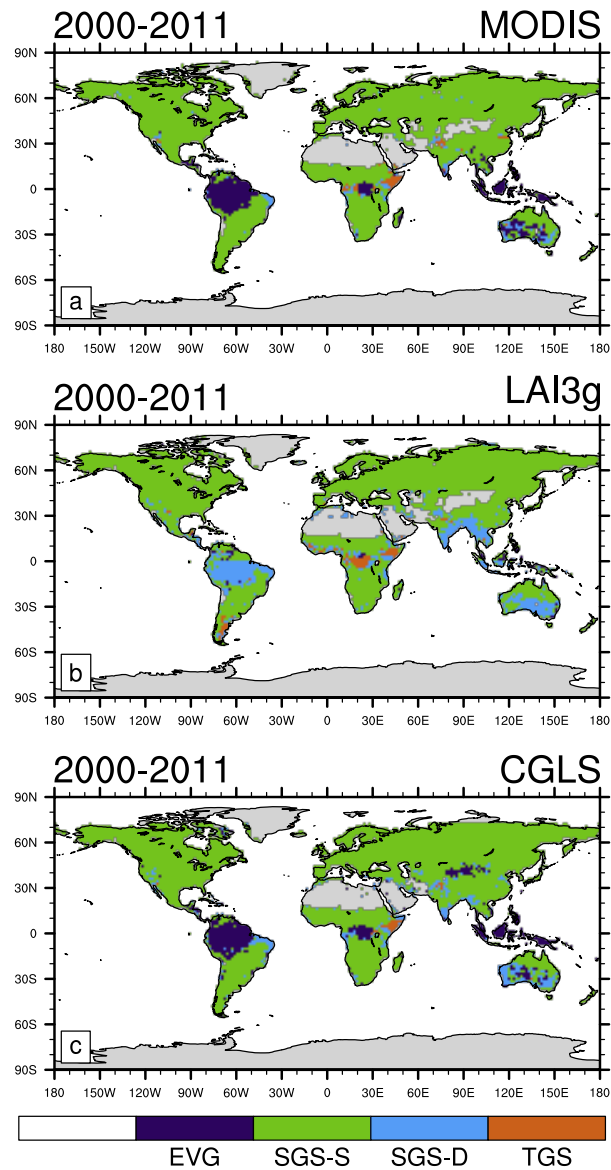 2000-2011 MODIS
90N
60N
30N
0
30S
60S
90S
a
180 150W 120W 90W 60W 30W 0 30E 60E 90E 120E 150E 180
2000-2011 LAI3g
90N
60N
30N
0
30S
60S
90S
b
180 150W 120W 90W 60W 30W 0 30E 60E 90E 120E 150E 180
2000-2011 CGLS
90N
60N
30N
0
30S
60S
90S
c
180 150W 120W 90W 60W 30W 0 30E 60E 90E 120E 150E 180
EVG SGS-S SGS-D TGS